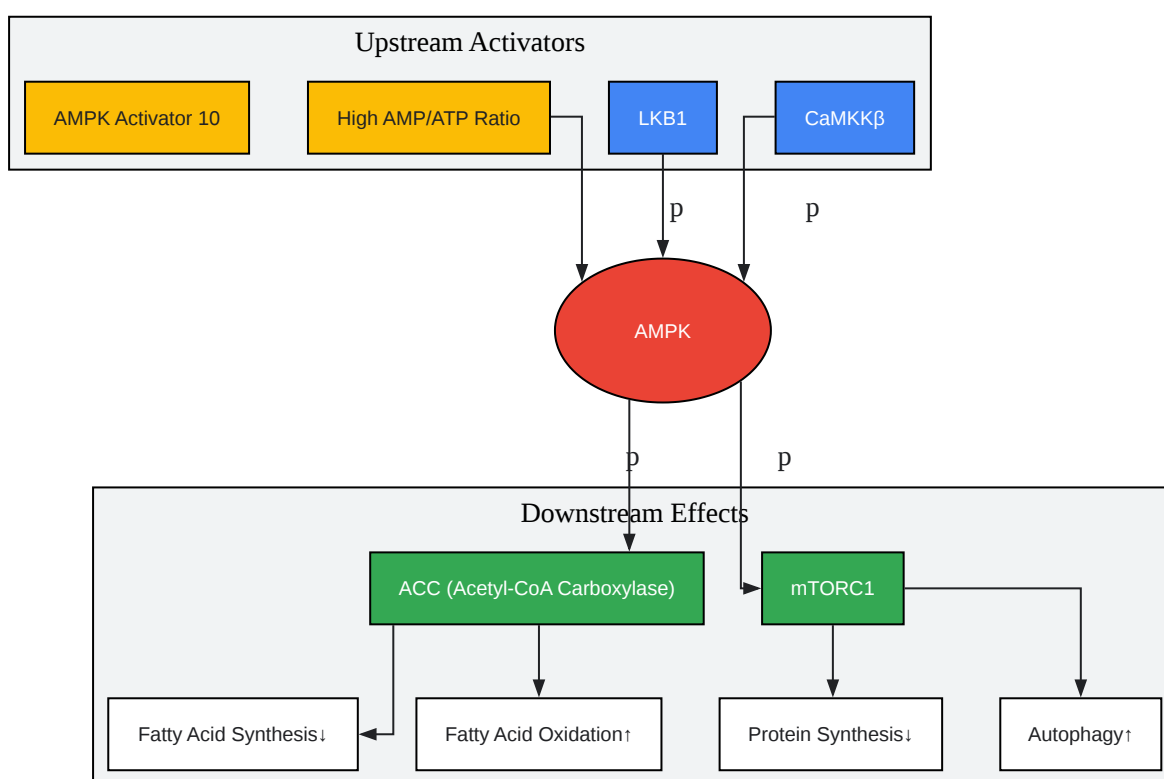 Upstream Activators
AMPK Activator 10
High AMP/ATP Ratio
LKB1
CaMKKβ
p
p
AMPK
p
p
Downstream Effects
ACC (Acetyl-CoA Carboxylase)
mTORC1
Fatty Acid Synthesis↓
Fatty Acid Oxidation↑
Protein Synthesis↓
Autophagy↑